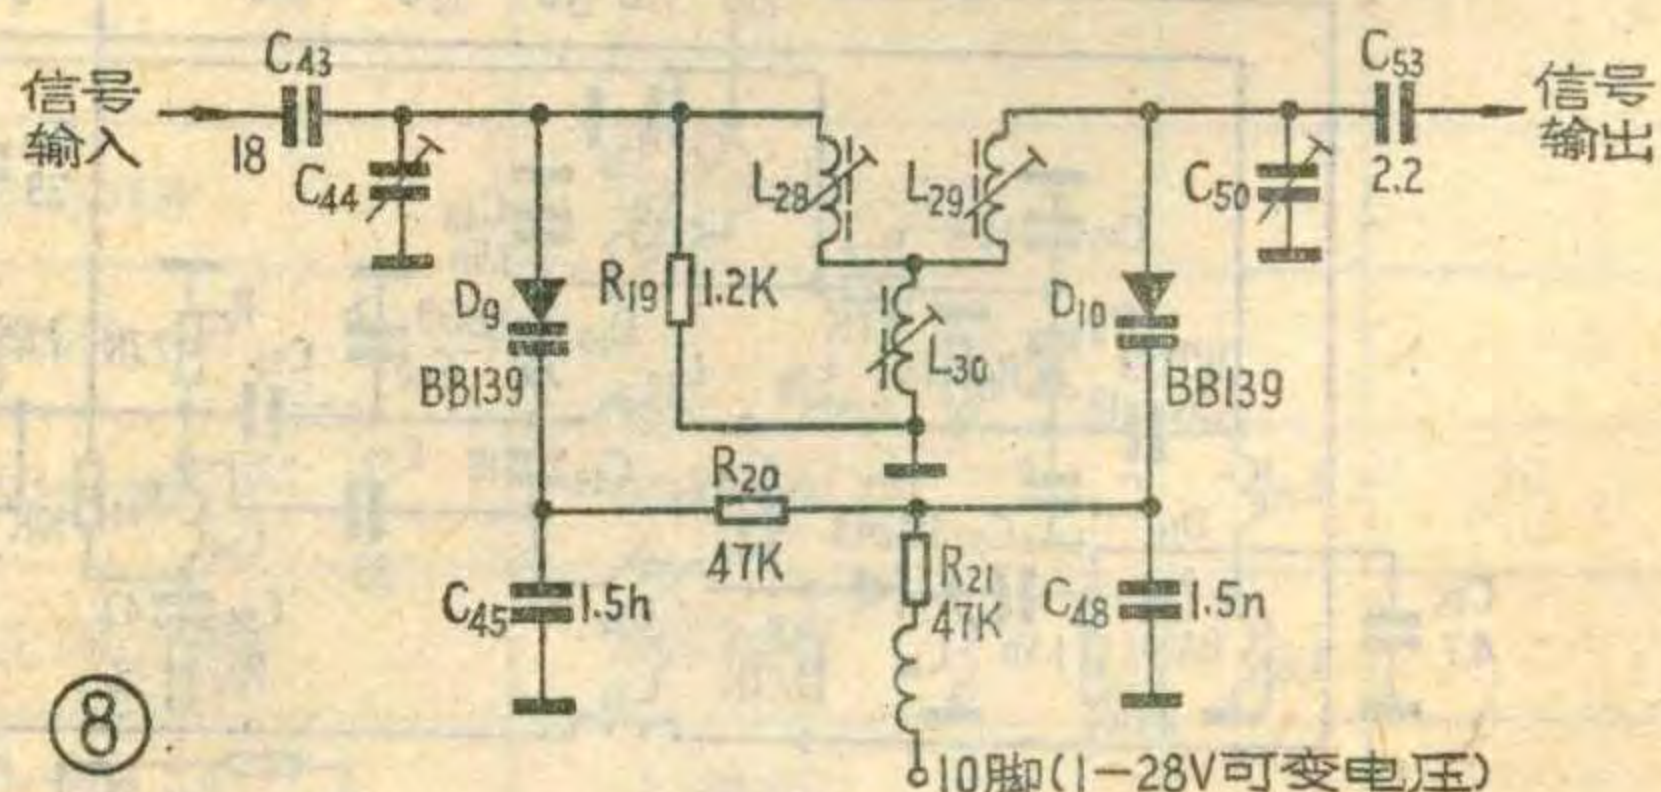 信号
输入
C43
18
C44
D9
BB139
R19
1.2K
L28
L29
L30
D10
BB139
C50
C53
2.2
信号
输出
R20
47K
C45
1.5h
R21
47K
C48
1.5n
⑧
10脚(1-28V可变电压)